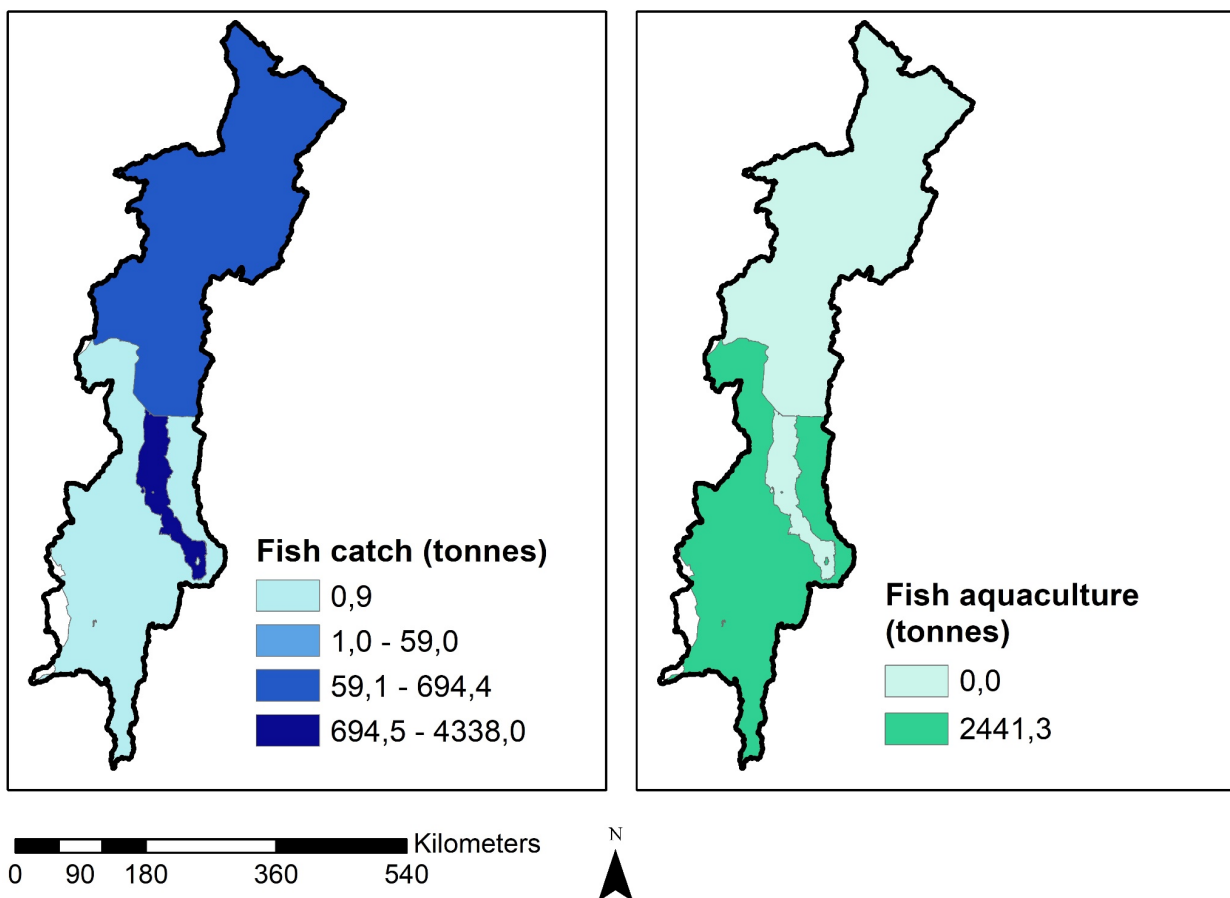 Fish catch (tonnes)
0,9
1,0 - 59,0
59,1 - 694,4
694,5 - 4338,0
Fish aquaculture
(tonnes)
0,0
2441,3
Kilometers
0 90 180 360 540
N